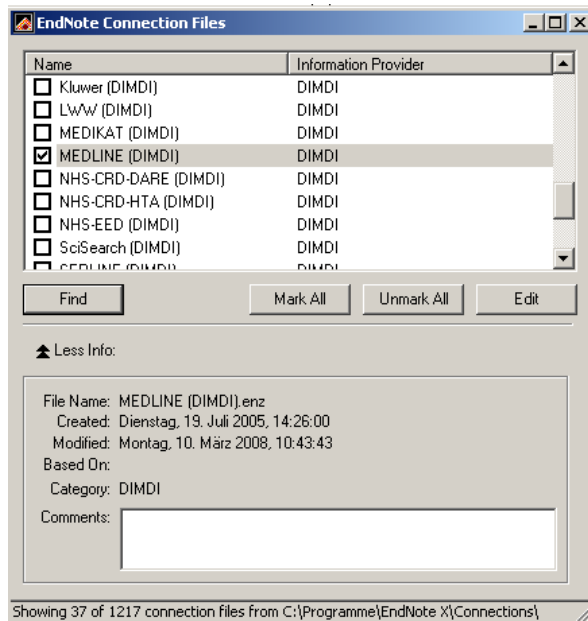 EndNote Connection Files
Name Information Provider
Kluwer (DIMDI) DIMDI
LWW (DIMDI) DIMDI
MEDIKAT (DIMDI) DIMDI
MEDLINE (DIMDI) DIMDI
NHS-CRD-DARE (DIMDI) DIMDI
NHS-CRD-HTA (DIMDI) DIMDI
NHS-EED (DIMDI) DIMDI
SciSearch (DIMDI) DIMDI
Find Mark All Unmark All Edit
Less Info:
File Name: MEDLINE (DIMDI).enz
Created: Dienstag, 19. Juli 2005, 14:26:00
Modified: Montag, 10. März 2008, 10:43:43
Based On:
Category: DIMDI
Comments:
Showing 37 of 1217 connection files from C:\Programme\EndNote X\Connections\